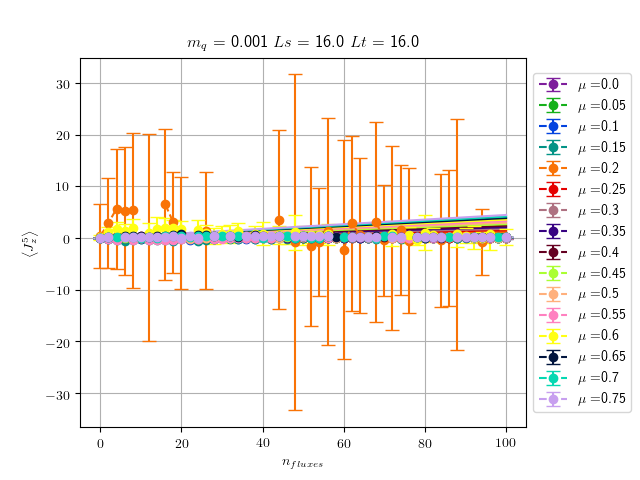 m_q = 0.001 Ls = 16.0 Lt = 16.0
⟨J_z^5⟩
30
20
10
0
−10
−20
−30
0 20 40 60 80 100
n_fluxes
μ =0.0
μ =0.05
μ =0.1
μ =0.15
μ =0.2
μ =0.25
μ =0.3
μ =0.35
μ =0.4
μ =0.45
μ =0.5
μ =0.55
μ =0.6
μ =0.65
μ =0.7
μ =0.75